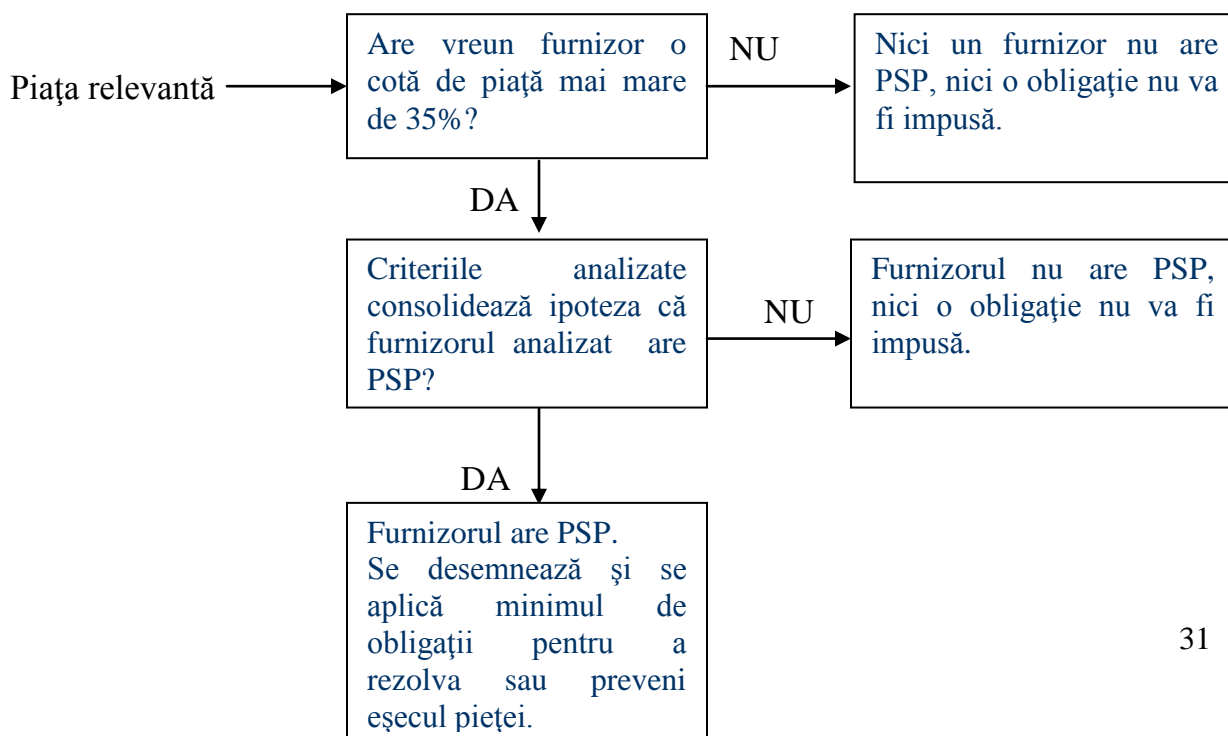 Piaţa relevantă
Are vreun furnizor o
cotă de piaţă mai mare
de 35%?
NU
Nici un furnizor nu are
PSP, nici o obligaţie nu va
fi impusă.
DA
Criteriile analizate
consolidează ipoteza că
furnizorul analizat are
PSP?
NU
Furnizorul nu are PSP,
nici o obligaţie nu va fi
impusă.
DA
Furnizorul are PSP.
Se desemnează şi se
aplică minimul de
obligaţii pentru a
rezolva sau preveni
eşecul pieţei.
31